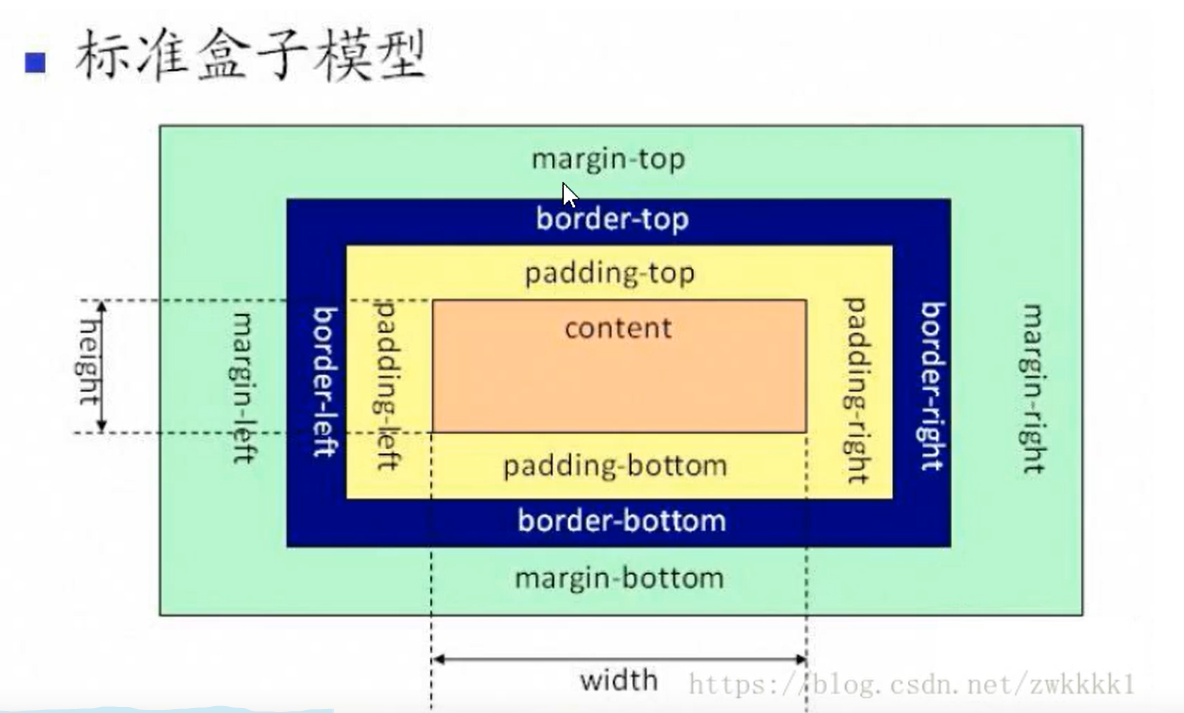 标准盒子模型
margin-top
border-top
padding-top
content
height
margin-left
border-left
padding-left
padding-right
border-right
margin-right
padding-bottom
border-bottom
margin-bottom
width
https://blog.csdn.net/zwkkkk1